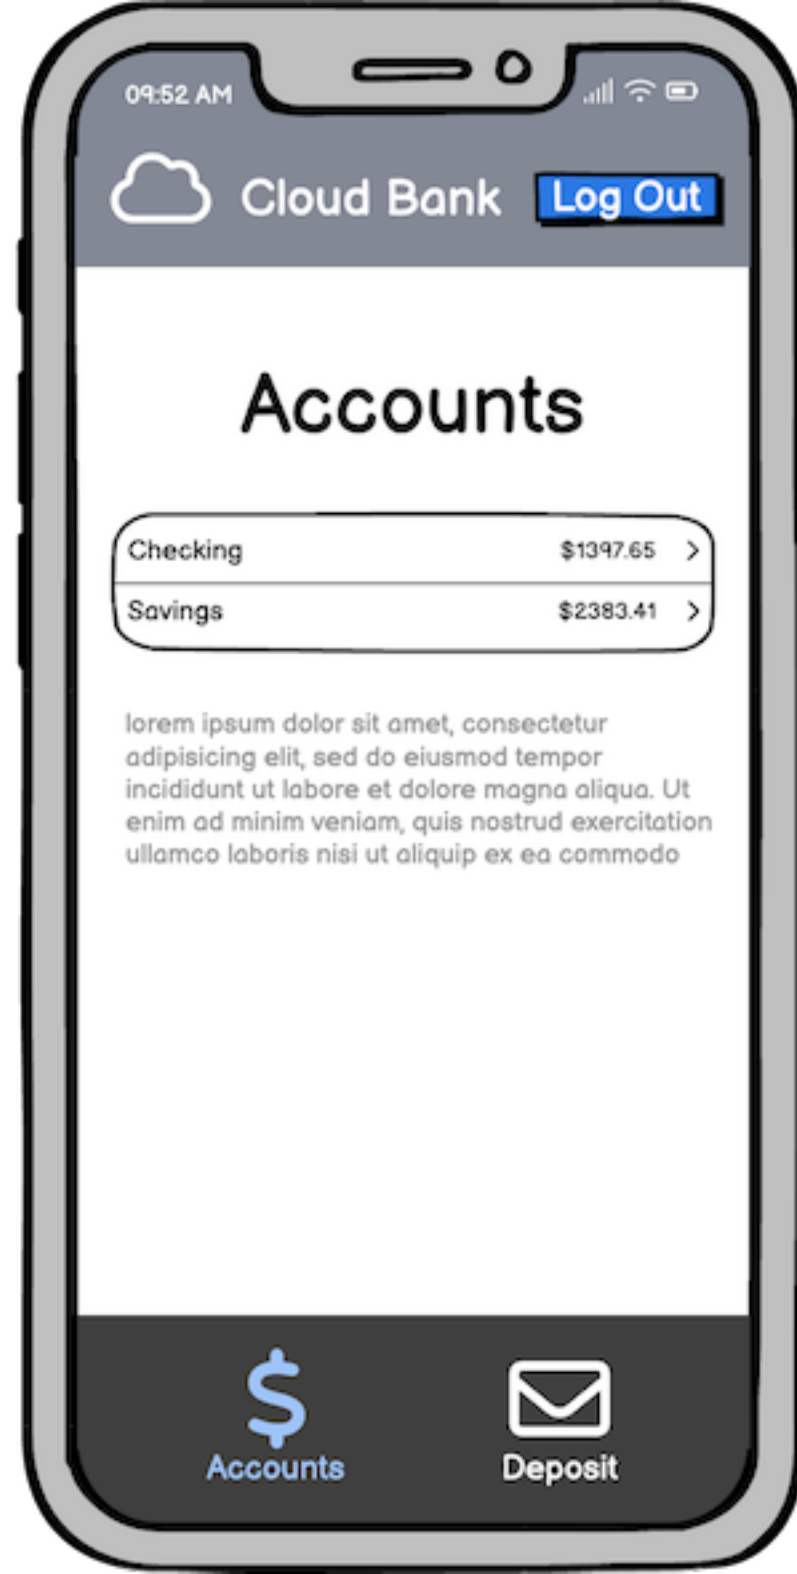 09:52 AM
Cloud Bank
Log Out
Accounts
Checking $1397.65
Savings $2383.41
lorem ipsum dolor sit amet, consectetur
adipisicing elit, sed do eiusmod tempor
incididunt ut labore et dolore magna aliqua. Ut
enim ad minim veniam, quis nostrud exercitation
ullamco laboris nisi ut aliquip ex ea commodo
Accounts
Deposit